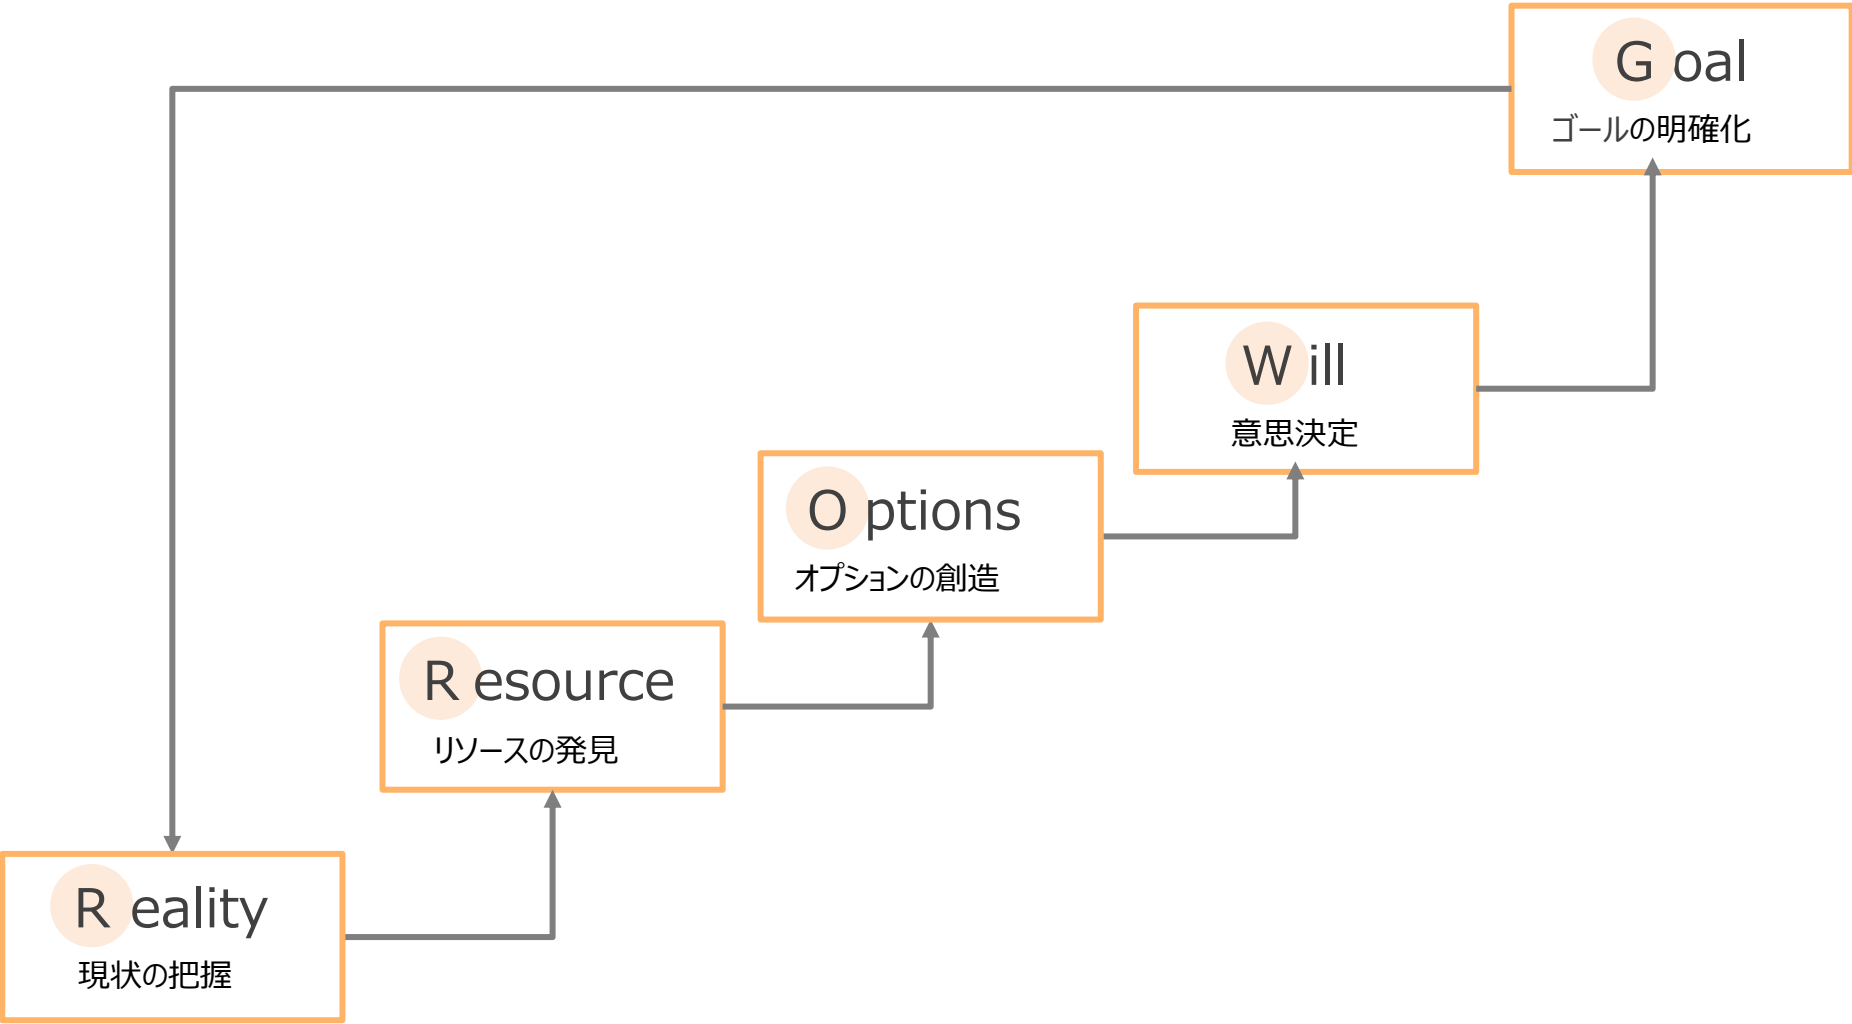 Goal
ゴールの明確化
Will
意思決定
Options
オプションの創造
Resource
リソースの発見
Reality
現状の把握